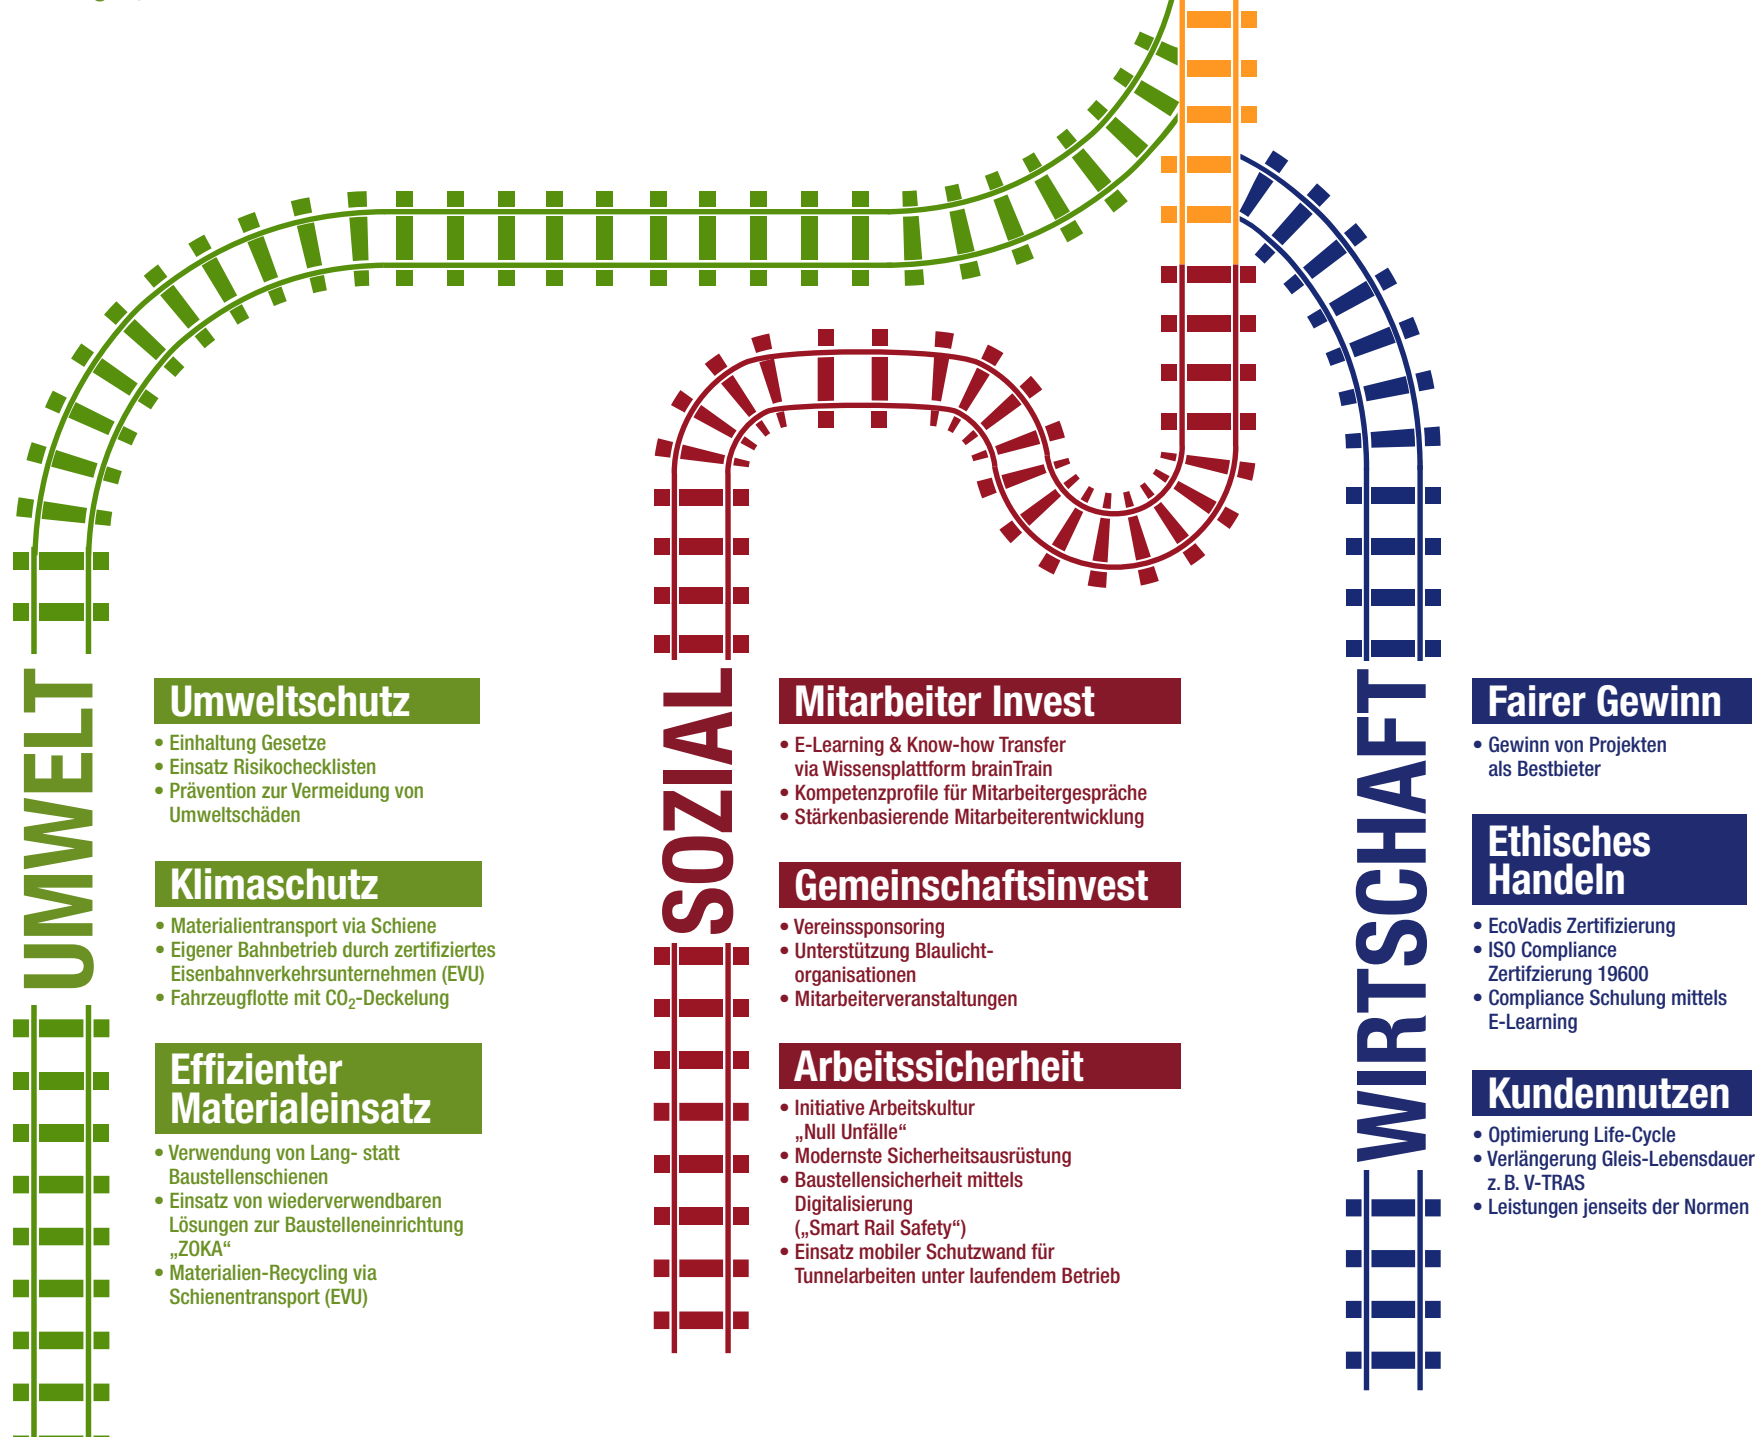 UMWELT
Umweltschutz
• Einhaltung Gesetze
• Einsatz Risikochecklisten
• Prävention zur Vermeidung von
Umweltschäden
Klimaschutz
• Materialientransport via Schiene
• Eigener Bahnbetrieb durch zertifiziertes
Eisenbahnverkehrsunternehmen (EVU)
• Fahrzeugflotte mit CO₂-Deckelung
Effizienter
Materialeinsatz
• Verwendung von Lang- statt
Baustellenschienen
• Einsatz von wiederverwendbaren
Lösungen zur Baustelleneinrichtung
„ZOKA“
• Materialien-Recycling via
Schienentransport (EVU)
SOZIAL
Mitarbeiter Invest
• E-Learning & Know-how Transfer
via Wissensplattform brainTrain
• Kompetenzprofile für Mitarbeitergespräche
• Stärkenbasierende Mitarbeiterentwicklung
Gemeinschaftsinvest
• Vereinssponsoring
• Unterstützung Blaulicht-
organisationen
• Mitarbeiterveranstaltungen
Arbeitssicherheit
• Initiative Arbeitskultur
„Null Unfälle“
• Modernste Sicherheitsausrüstung
• Baustellensicherheit mittels
Digitalisierung
(„Smart Rail Safety“)
• Einsatz mobiler Schutzwand für
Tunnelarbeiten unter laufendem Betrieb
WIRTSCHAFT
Fairer Gewinn
• Gewinn von Projekten
als Bestbieter
Ethisches
Handeln
• EcoVadis Zertifizierung
• ISO Compliance
Zertifzierung 19600
• Compliance Schulung mittels
E-Learning
Kundennutzen
• Optimierung Life-Cycle
• Verlängerung Gleis-Lebensdauer
z. B. V-TRAS
• Leistungen jenseits der Normen